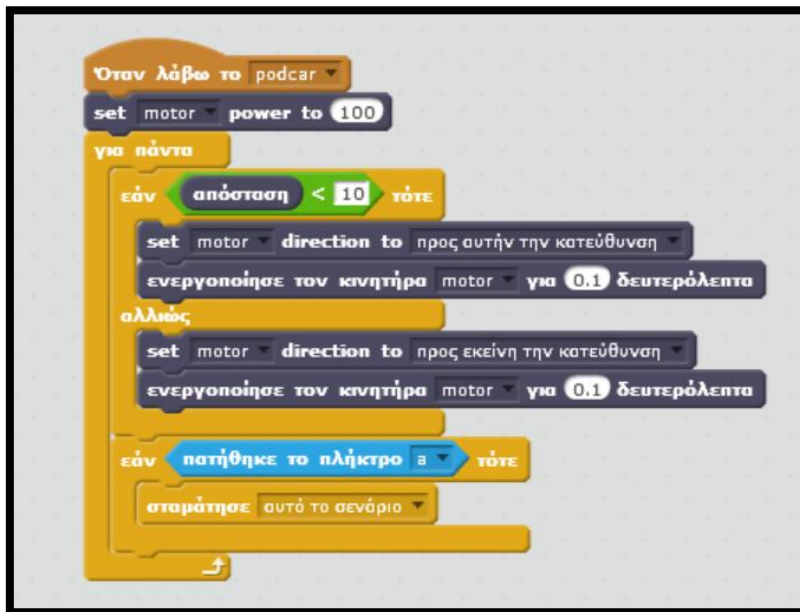 Όταν λάβω το podcar
set motor power to 100
για πάντα
εάν απόσταση < 10 τότε
set motor direction to προς αυτήν την κατεύθυνση
ενεργοποίησε τον κινητήρα motor για 0.1 δευτερόλεπτα
αλλιώς
set motor direction to προς εκείνη την κατεύθυνση
ενεργοποίησε τον κινητήρα motor για 0.1 δευτερόλεπτα
εάν πατήθηκε το πλήκτρο a τότε
σταμάτησε αυτό το σενάριο